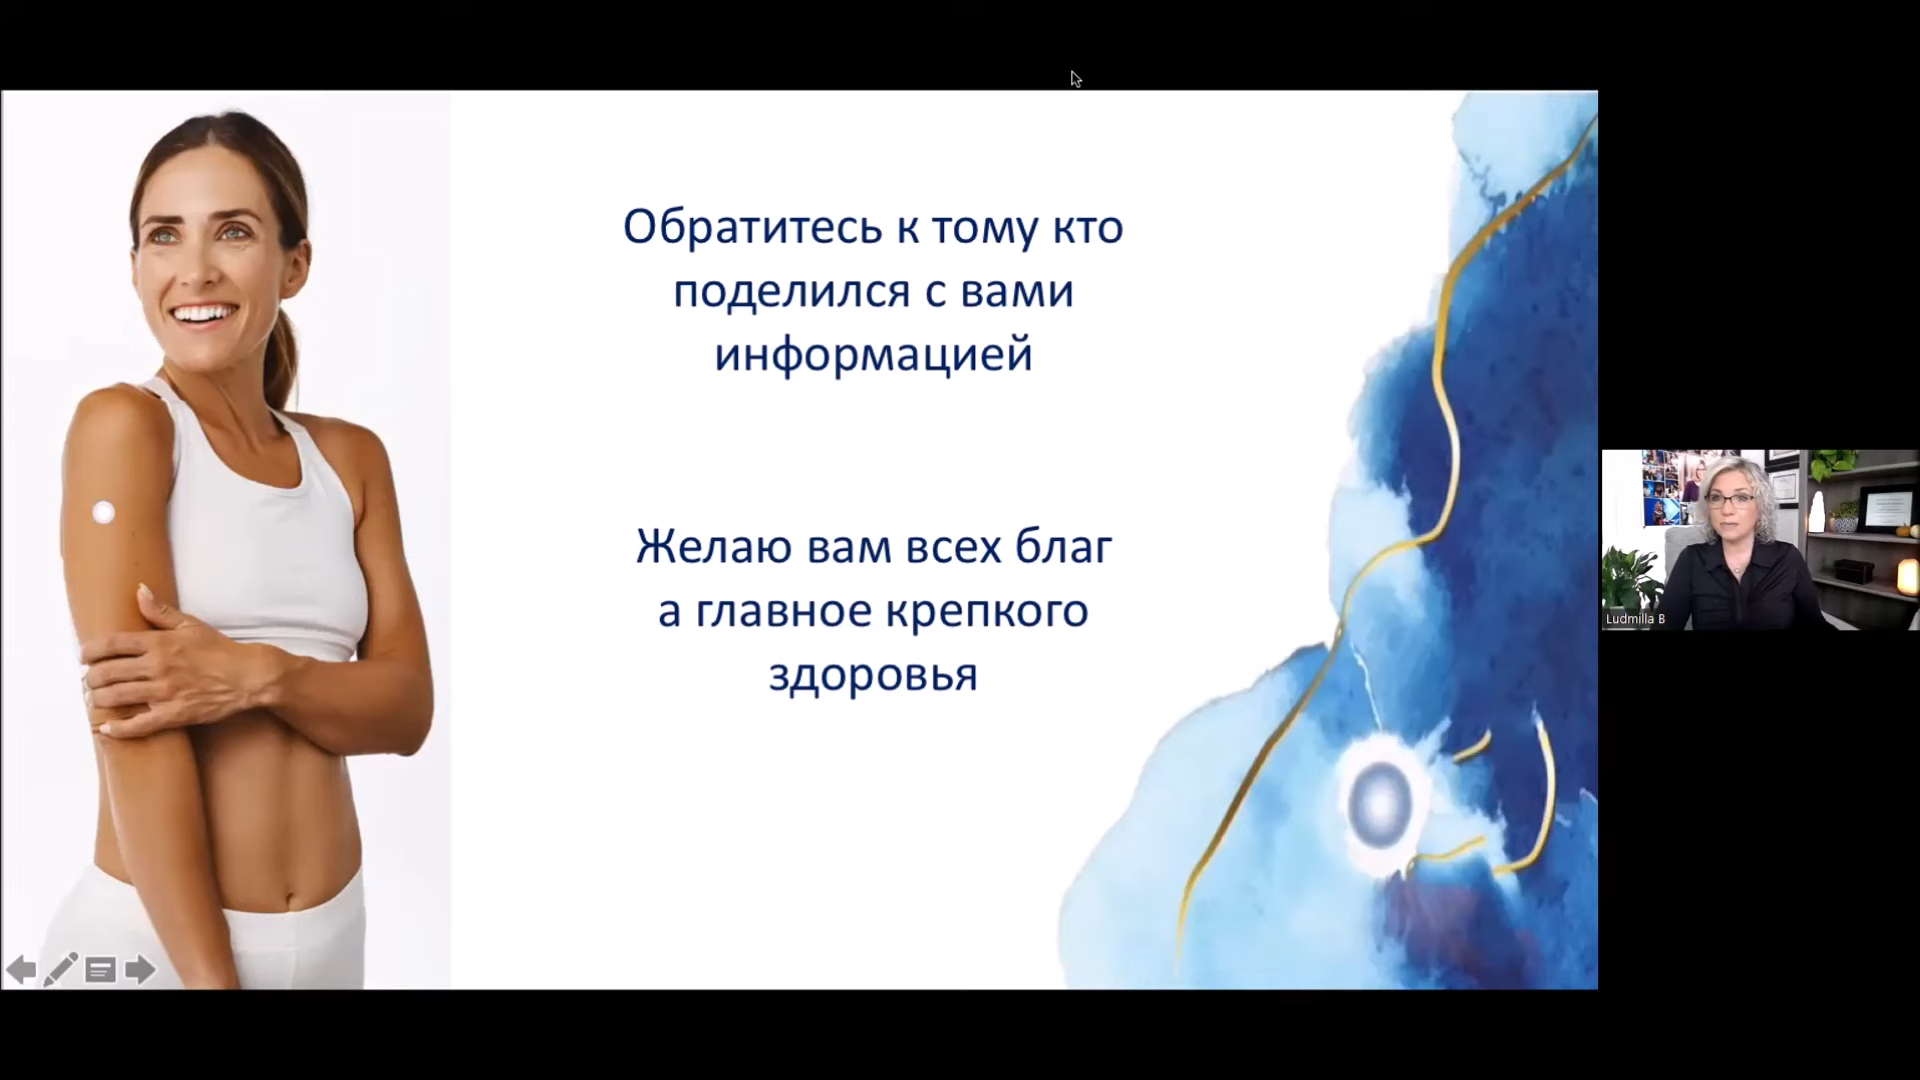 Обратитесь к тому кто
поделился с вами
информацией
Желаю вам всех благ
а главное крепкого
здоровья
Ludmilla B